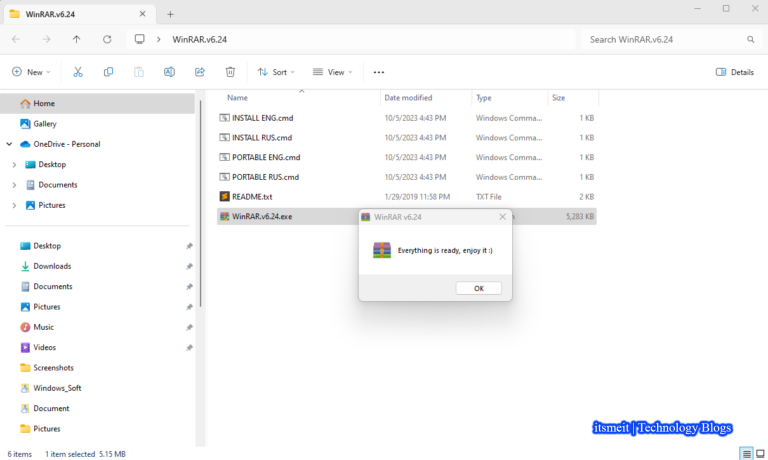 WinRAR.v6.24
WinRAR.v6.24
Search WinRAR.v6.24
New
Sort
View
Details
Name Date modified Type Size
Home
Gallery
OneDrive - Personal
Desktop
Documents
Pictures
Desktop
Downloads
Documents
Pictures
Music
Videos
Screenshots
Windows_Soft
Document
Pictures
INSTALL ENG.cmd 10/5/2023 4:43 PM Windows Comma... 1 KB
INSTALL RUS.cmd 10/5/2023 4:43 PM Windows Comma... 1 KB
PORTABLE ENG.cmd 10/5/2023 4:43 PM Windows Comma... 1 KB
PORTABLE RUS.cmd 10/5/2023 4:43 PM Windows Comma... 1 KB
README.txt 1/29/2019 11:58 PM TXT File 2 KB
WinRAR.v6.24.exe 5,283 KB
WinRAR v6.24
Everything is ready, enjoy it :)
OK
itsmeit | Technology Blogs
6 items 1 item selected 5.15 MB